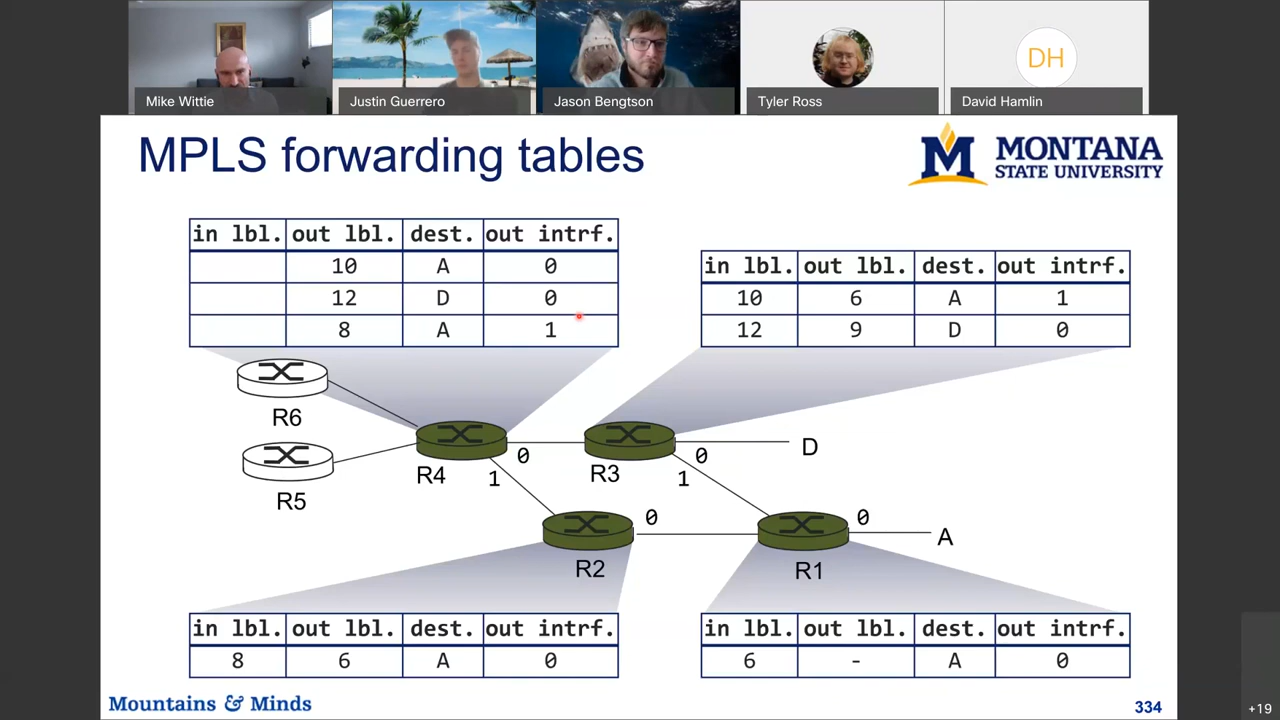 Mike Wittie
Justin Guerrero
Jason Bengtson
Tyler Ross
DH
David Hamlin
MPLS forwarding tables
M MONTANA
STATE UNIVERSITY
in lbl. out lbl. dest. out intrf.
10 A 0
12 D 0
8 A 1
in lbl. out lbl. dest. out intrf.
10 6 A 1
12 9 D 0
R6
R5
R4
0
1
R3
0
1
D
R2
0
R1
0
A
in lbl. out lbl. dest. out intrf.
8 6 A 0
in lbl. out lbl. dest. out intrf.
6 - A 0
Mountains & Minds
334
+19